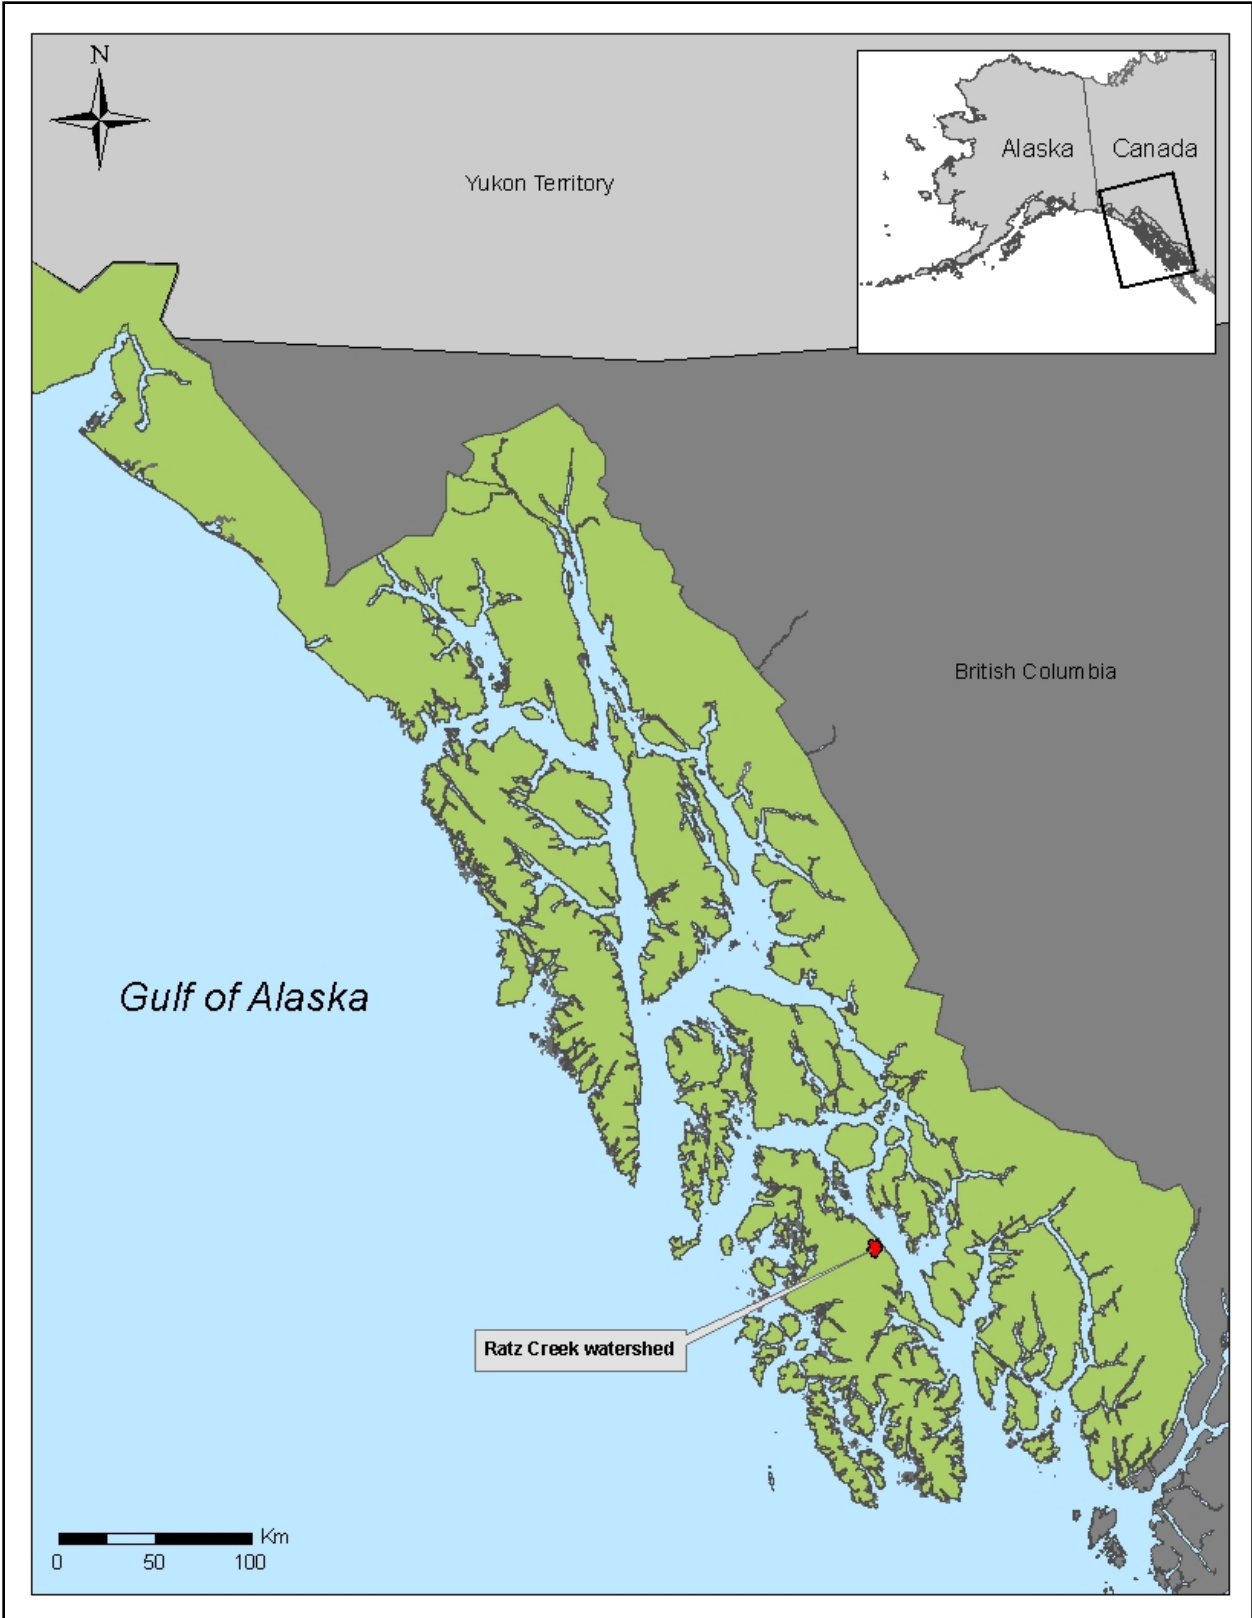 N
Yukon Territory
Alaska
Canada
British Columbia
Gulf of Alaska
Ratz Creek watershed
Km
0
50
100